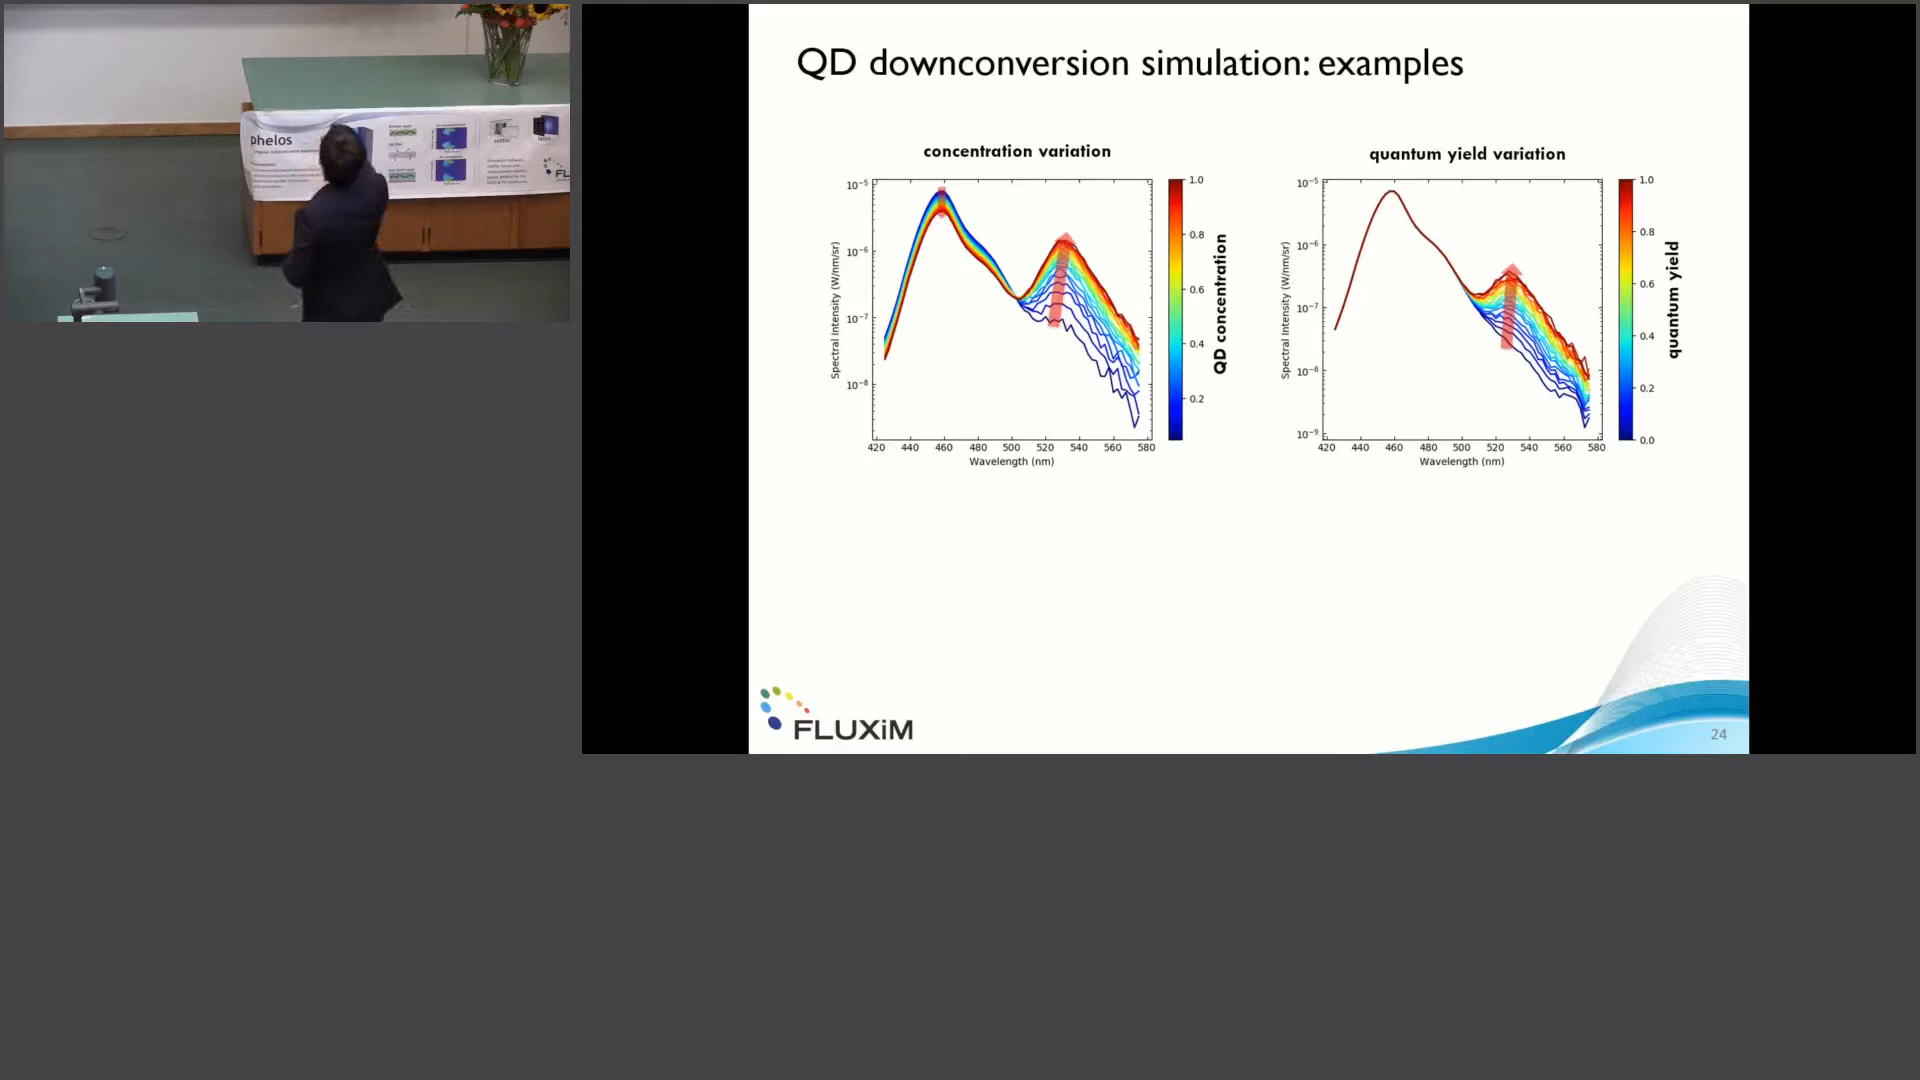 phelos
QD downconversion simulation: examples
concentration variation
10⁻⁵
10⁻⁶
10⁻⁷
10⁻⁸
Spectral Intensity (W/nm/sr)
420 440 460 480 500 520 540 560 580
Wavelength (nm)
1.0
0.8
0.6
0.4
0.2
QD concentration
quantum yield variation
10⁻⁵
10⁻⁶
10⁻⁷
10⁻⁸
10⁻⁹
Spectral Intensity (W/nm/sr)
420 440 460 480 500 520 540 560 580
Wavelength (nm)
1.0
0.8
0.6
0.4
0.2
0.0
quantum yield
FLUXiM
24